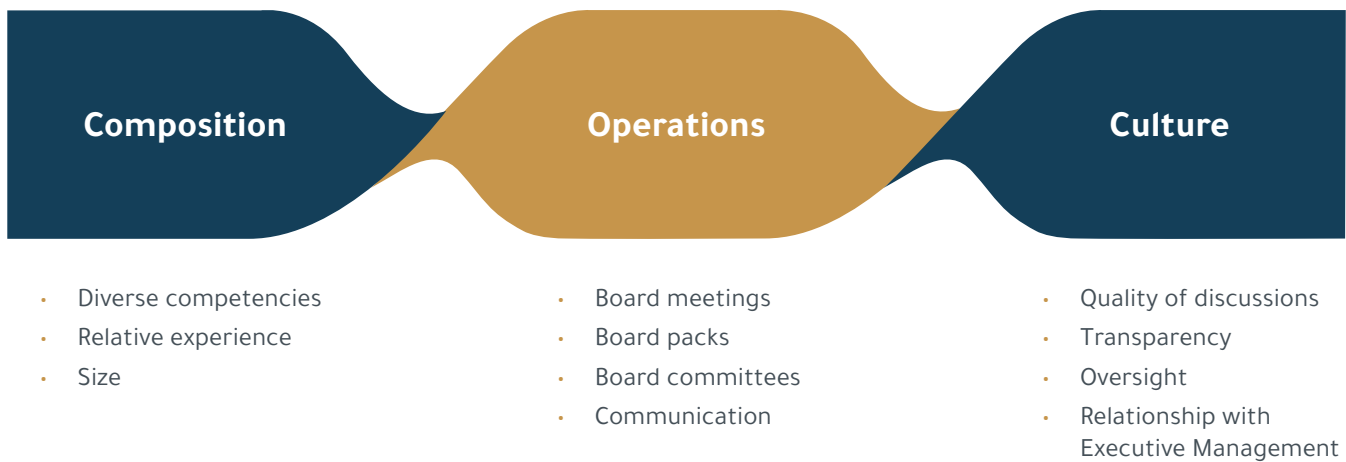 Composition
Operations
Culture
• Diverse competencies
• Relative experience
• Size
• Board meetings
• Board packs
• Board committees
• Communication
• Quality of discussions
• Transparency
• Oversight
• Relationship with
Executive Management